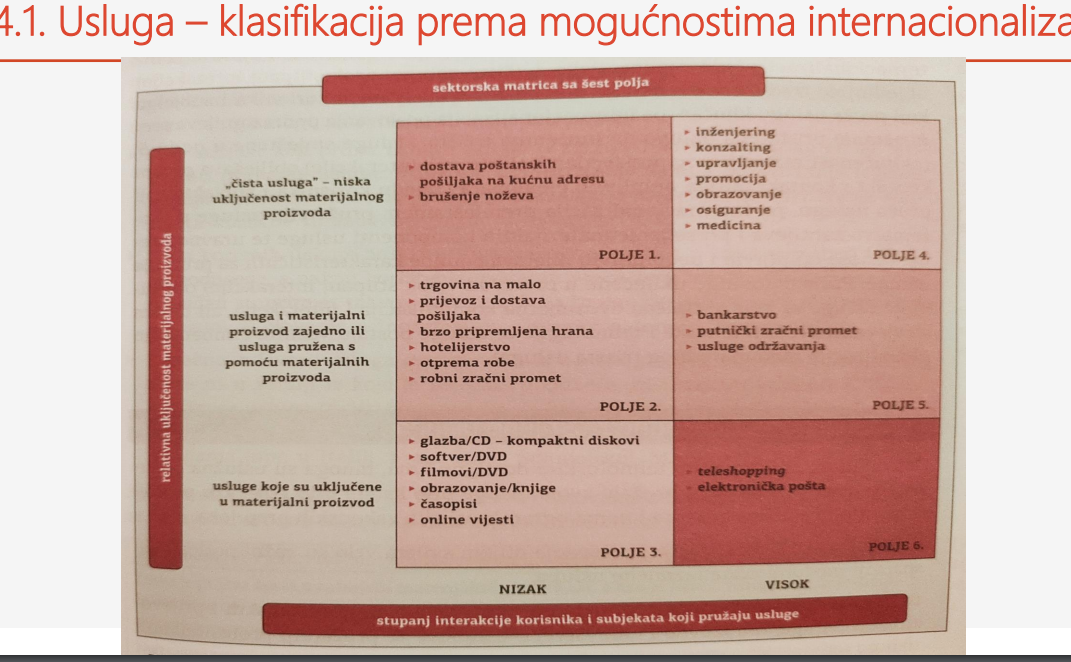 4.1. Usluga – klasifikacija prema mogućnostima internacionaliza
sektorska matrica sa šest polja
relativna uključenost materijalnog proizvoda
„čista usluga” – niska
uključenost materijalnog
proizvoda
▸ dostava poštanskih
pošiljaka na kućnu adresu
▸ brušenje noževa
POLJE 1.
▸ inženjering
▸ konzalting
▸ upravljanje
▸ promocija
▸ obrazovanje
▸ osiguranje
▸ medicina
POLJE 4.
usluga i materijalni
proizvod zajedno ili
usluga pružena s
pomoću materijalnih
proizvoda
▸ trgovina na malo
▸ prijevoz i dostava
pošiljaka
▸ brzo pripremljena hrana
▸ hotelijerstvo
▸ otprema robe
▸ robni zračni promet
POLJE 2.
▸ bankarstvo
▸ putnički zračni promet
▸ usluge održavanja
POLJE 5.
usluge koje su uključene
u materijalni proizvod
▸ glazba/CD – kompaktni diskovi
▸ softver/DVD
▸ filmovi/DVD
▸ obrazovanje/knjige
▸ časopisi
▸ online vijesti
POLJE 3.
▸ teleshopping
▸ elektronička pošta
POLJE 6.
NIZAK
VISOK
stupanj interakcije korisnika i subjekata koji pružaju usluge